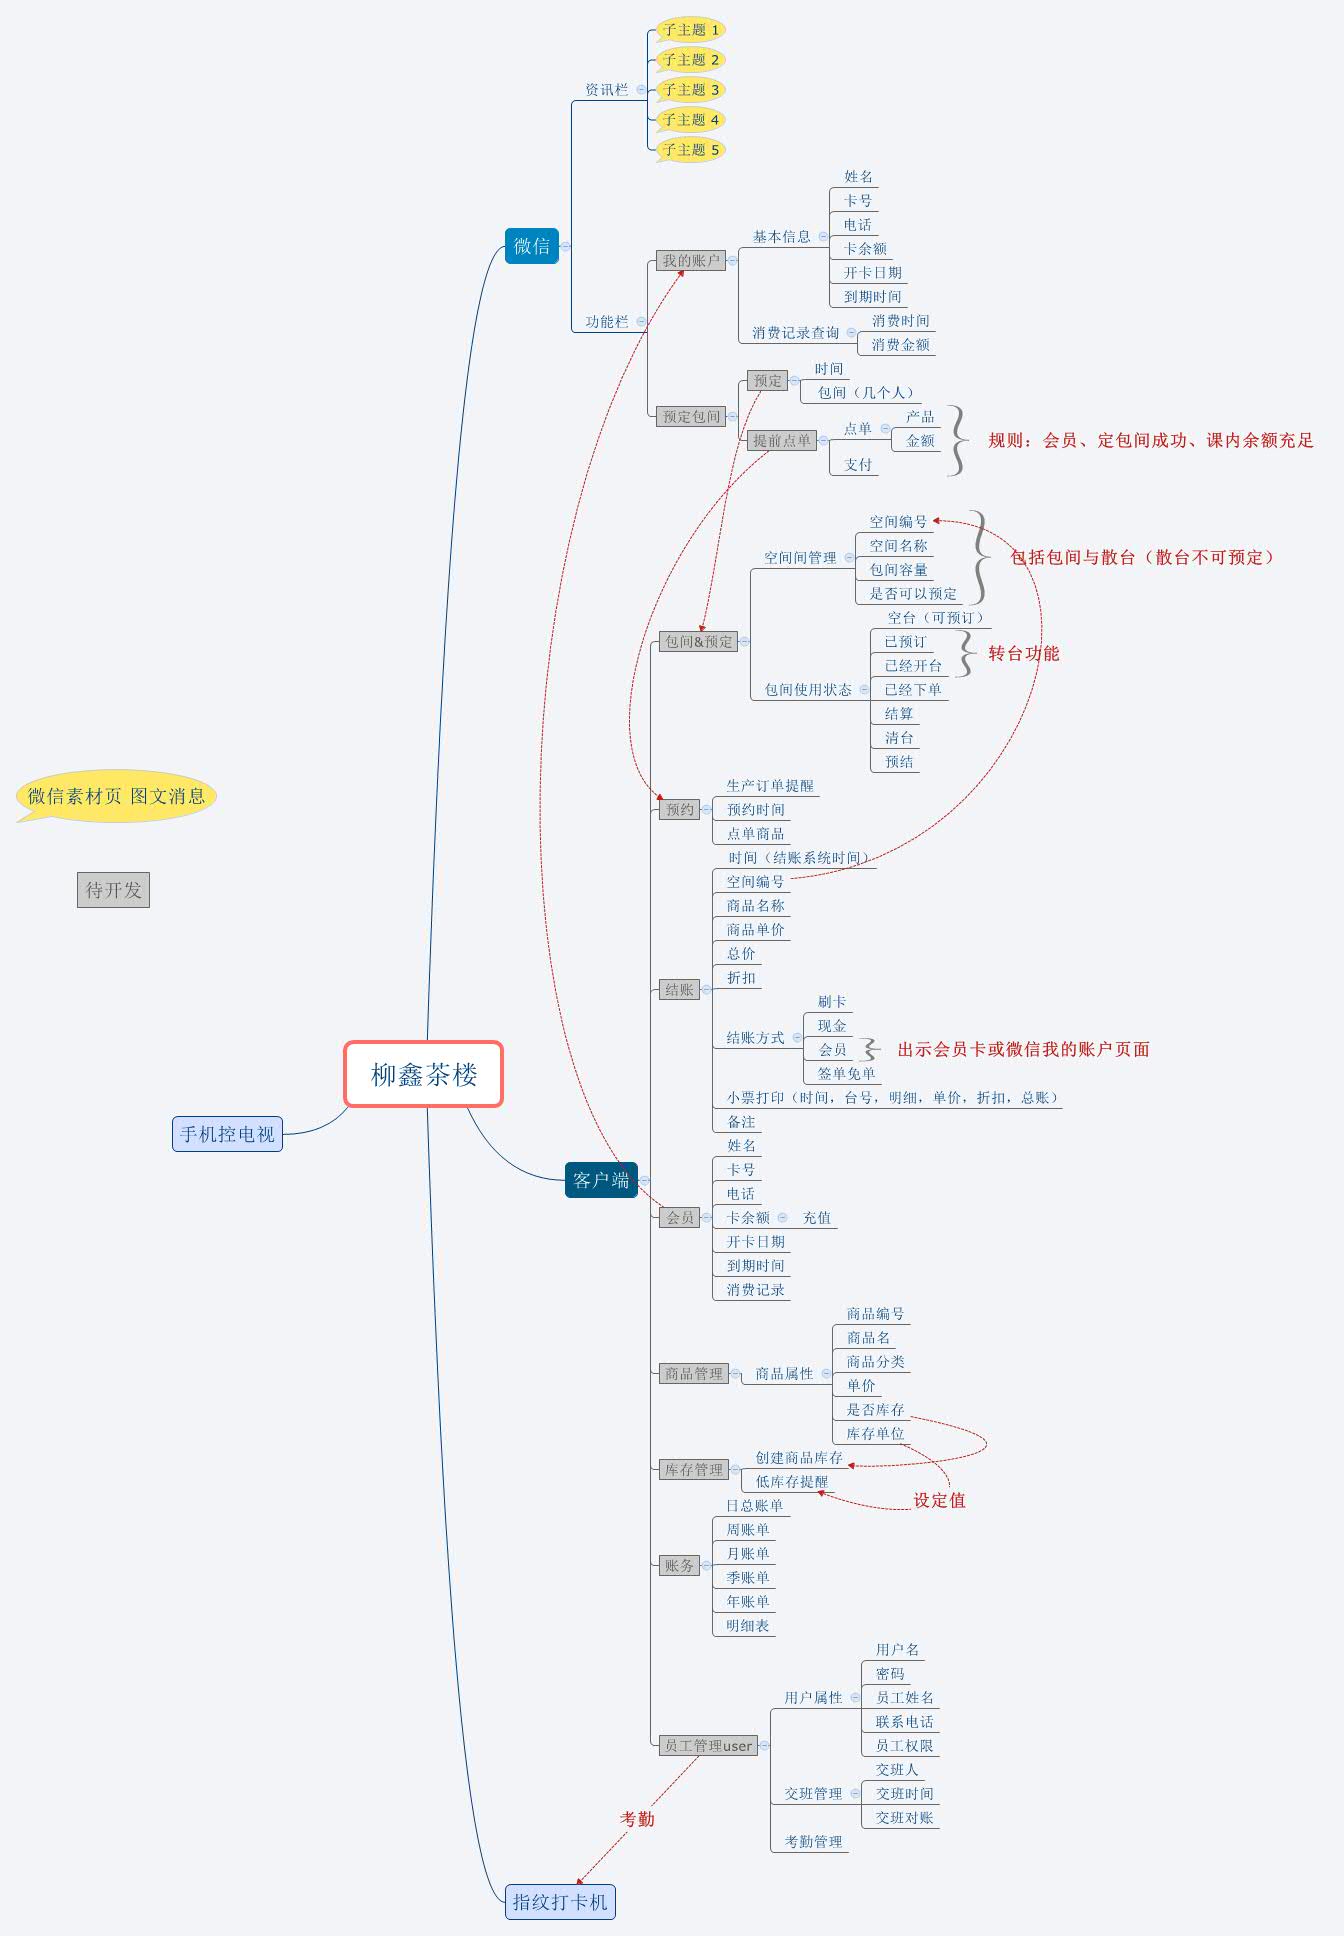 子主题 1
子主题 2
资讯栏
子主题 3
子主题 4
子主题 5
微信
功能栏
我的账户
基本信息
姓名
卡号
电话
卡余额
开卡日期
到期时间
消费记录查询
消费时间
消费金额
预定包间
预定
时间
包间（几个人）
提前点单
点单
产品
金额
支付
规则：会员、定包间成功、课内余额充足
包间&预定
空间间管理
空间编号
空间名称
包间容量
是否可以预定
包括包间与散台（散台不可预定）
包间使用状态
空台（可预订）
已预订
已经开台
转台功能
已经下单
结算
清台
预结
微信素材页 图文消息
待开发
预约
生产订单提醒
预约时间
点单商品
结账
时间（结账系统时间）
空间编号
商品名称
商品单价
总价
折扣
结账方式
刷卡
现金
会员
出示会员卡或微信我的账户页面
签单免单
小票打印（时间，台号，明细，单价，折扣，总账）
备注
柳鑫茶楼
手机控电视
客户端
会员
姓名
卡号
电话
卡余额
充值
开卡日期
到期时间
消费记录
商品管理
商品属性
商品编号
商品名
商品分类
单价
是否库存
库存单位
库存管理
创建商品库存
低库存提醒
设定值
账务
日总账单
周账单
月账单
季账单
年账单
明细表
员工管理user
用户属性
用户名
密码
员工姓名
联系电话
员工权限
交班管理
交班人
交班时间
交班对账
考勤管理
考勤
指纹打卡机